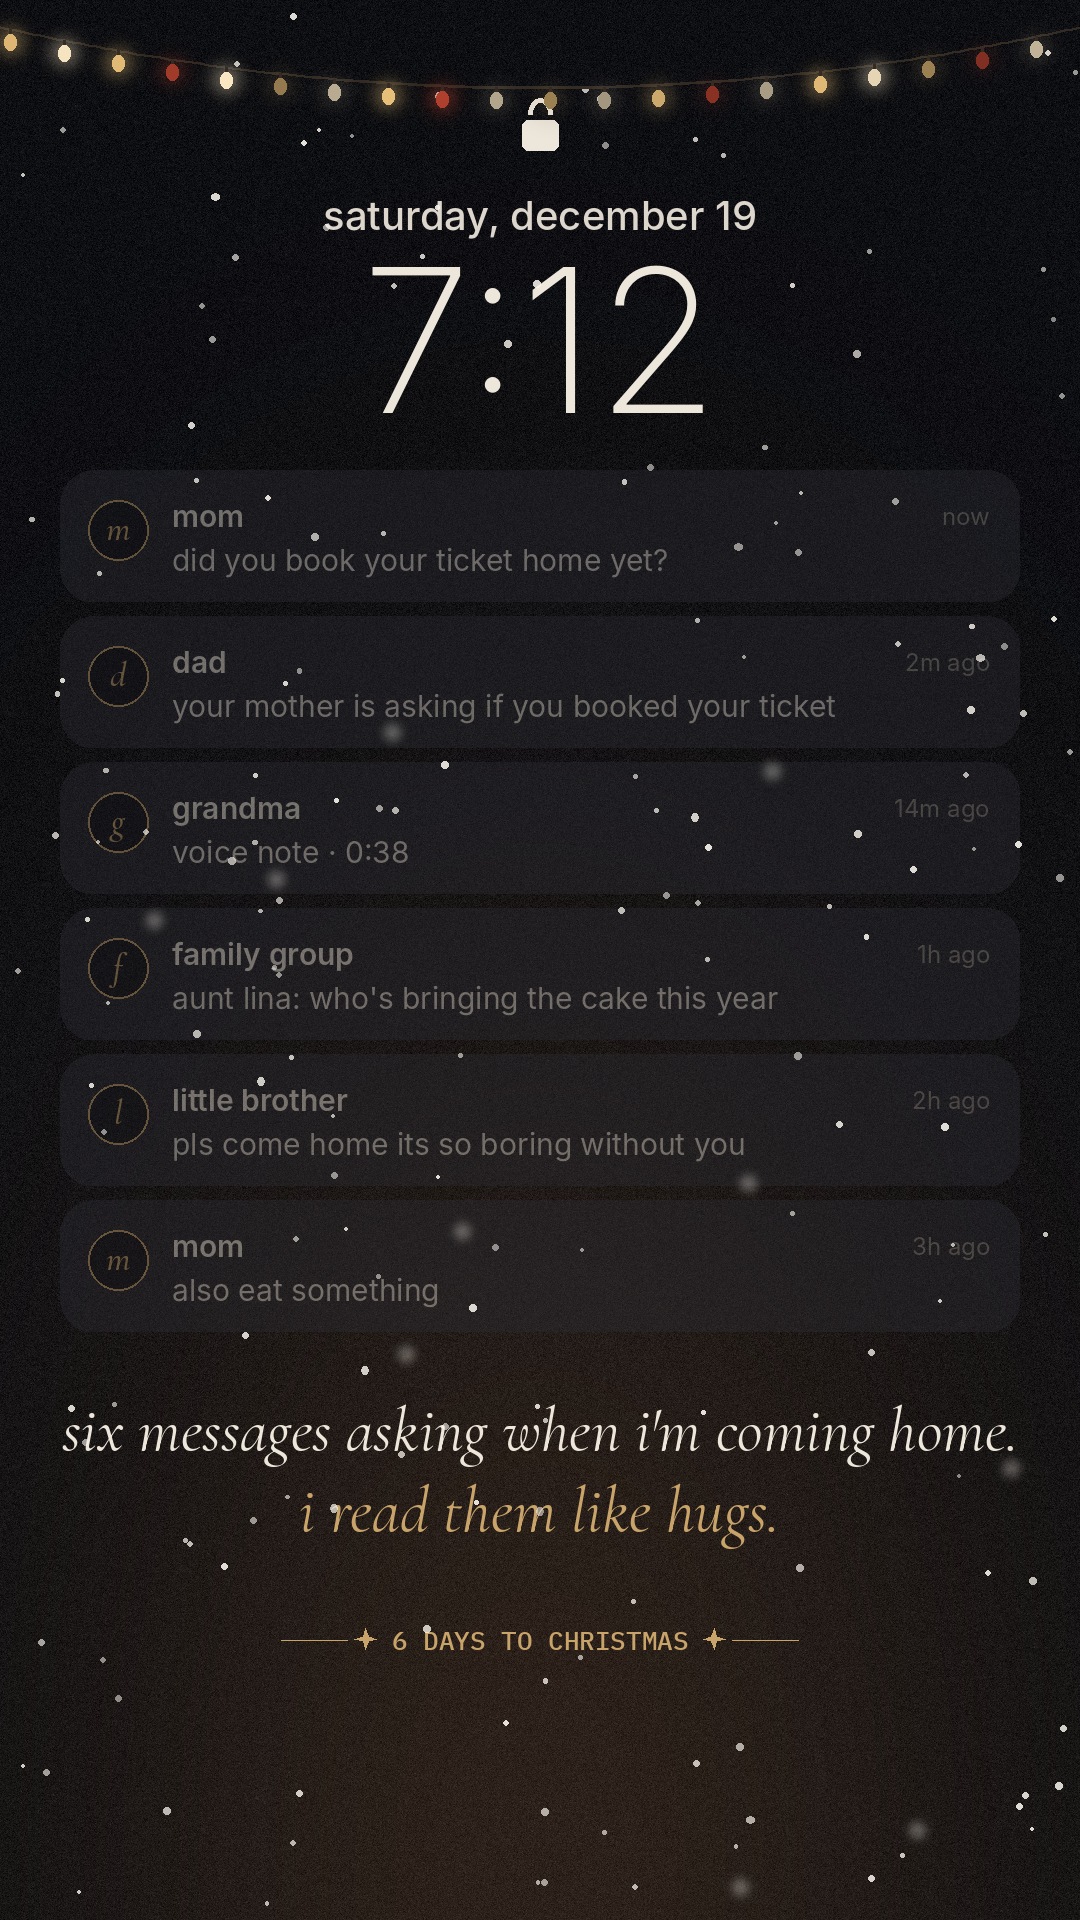 saturday, december 19
7:12
m
mom
now
did you book your ticket home yet?
d
dad
2m ago
your mother is asking if you booked your ticket
g
grandma
14m ago
voice note · 0:38
f
family group
1h ago
aunt lina: who's bringing the cake this year
l
little brother
2h ago
pls come home its so boring without you
m
mom
3h ago
also eat something
six messages asking when i'm coming home.
i read them like hugs.
6 DAYS TO CHRISTMAS